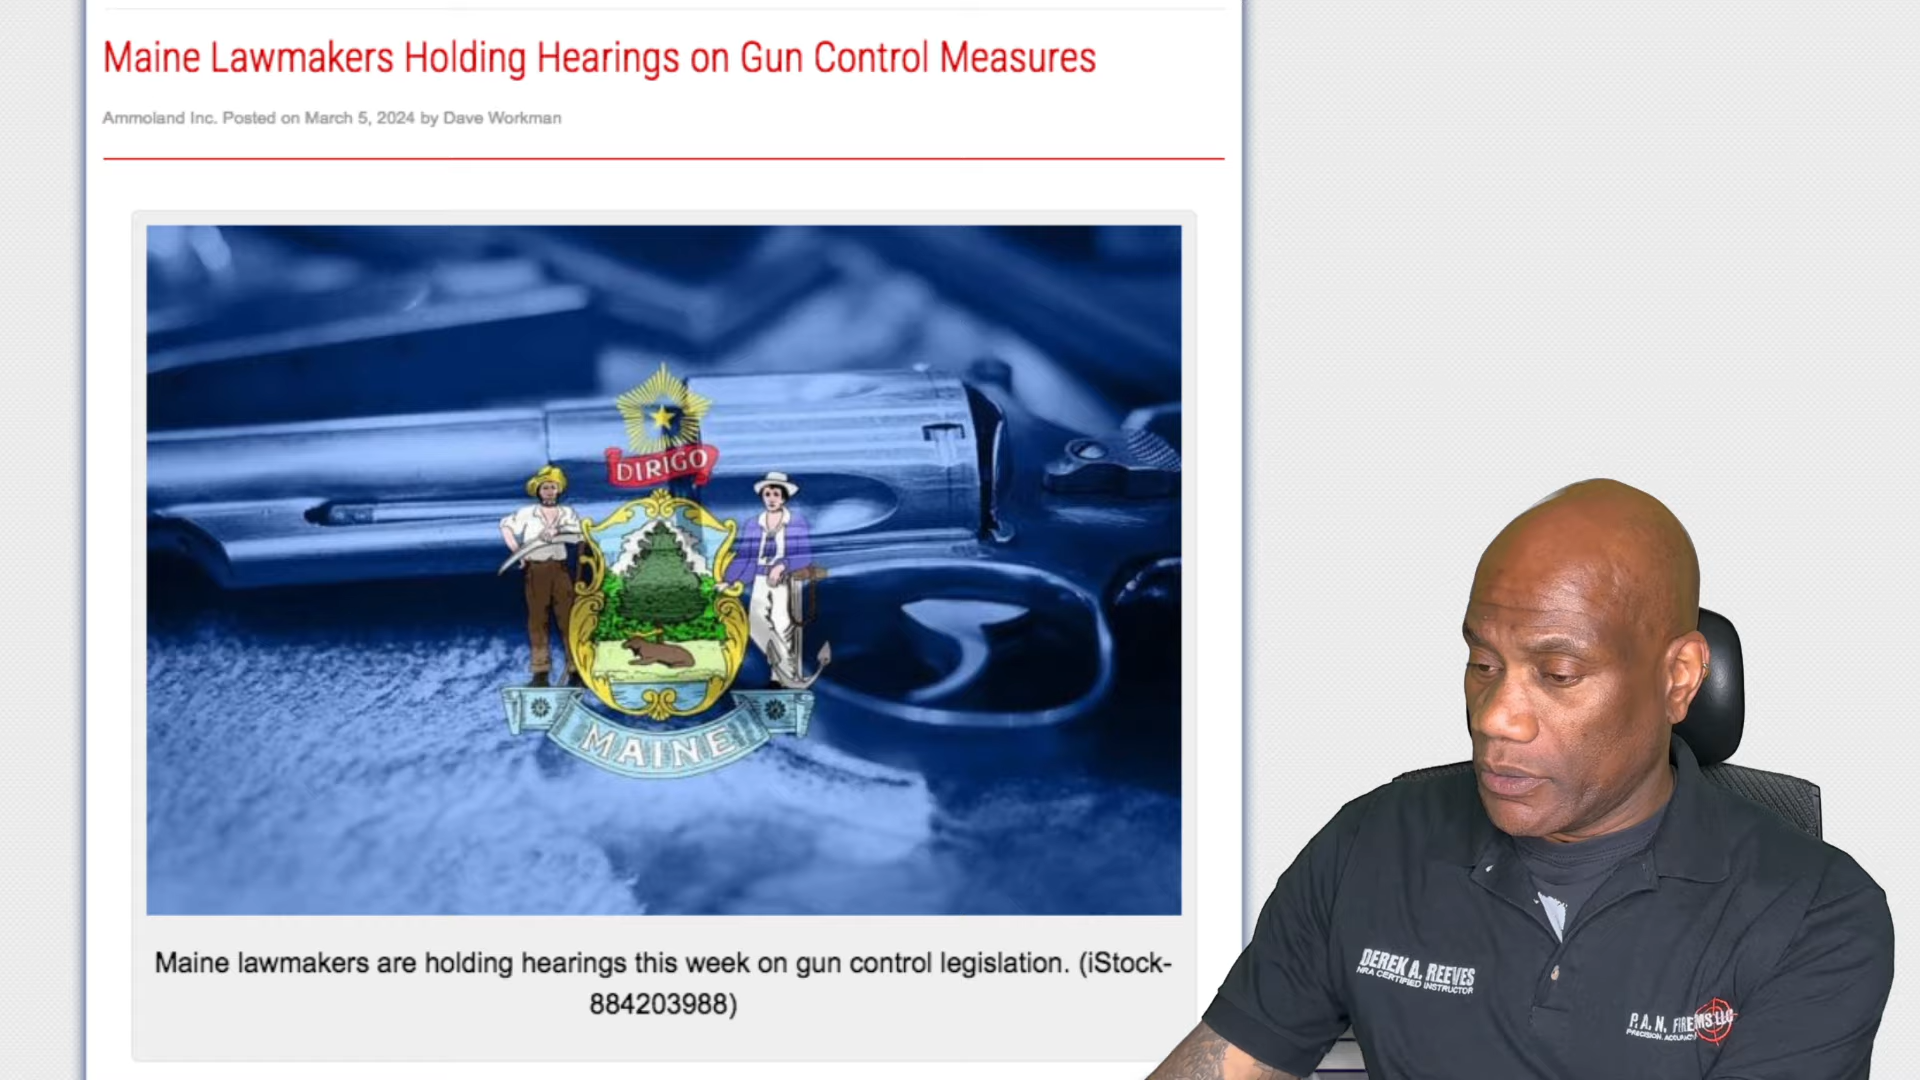 Maine Lawmakers Holding Hearings on Gun Control Measures
Ammoland Inc. Posted on March 5, 2024 by Dave Workman
DIRIGO
MAINE
Maine lawmakers are holding hearings this week on gun control legislation. (iStock-
884203988)
DEREK A. REEVES
NRA CERTIFIED INSTRUCTOR
P.A.N. FIRE MS LLC